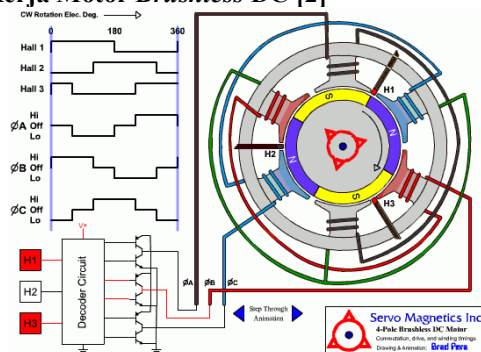 erja Motor Brushless DC [2]
CW Rotation Elec. Deg.
0 180 360
Hall 1
Hall 2
Hall 3
Hi
ØA Off
Lo
Hi
ØB Off
Lo
Hi
ØC Off
Lo
H1
H2
H3
S
N
S
N
V+
H1
H2
H3
Decoder Circuit
ØA ØB ØC
Step Through
Animation
Servo Magnetics Inc
4-Pole Brushless DC Motor
Commutation, drive, and winding timings
Drawing & Animation: Brad Pera